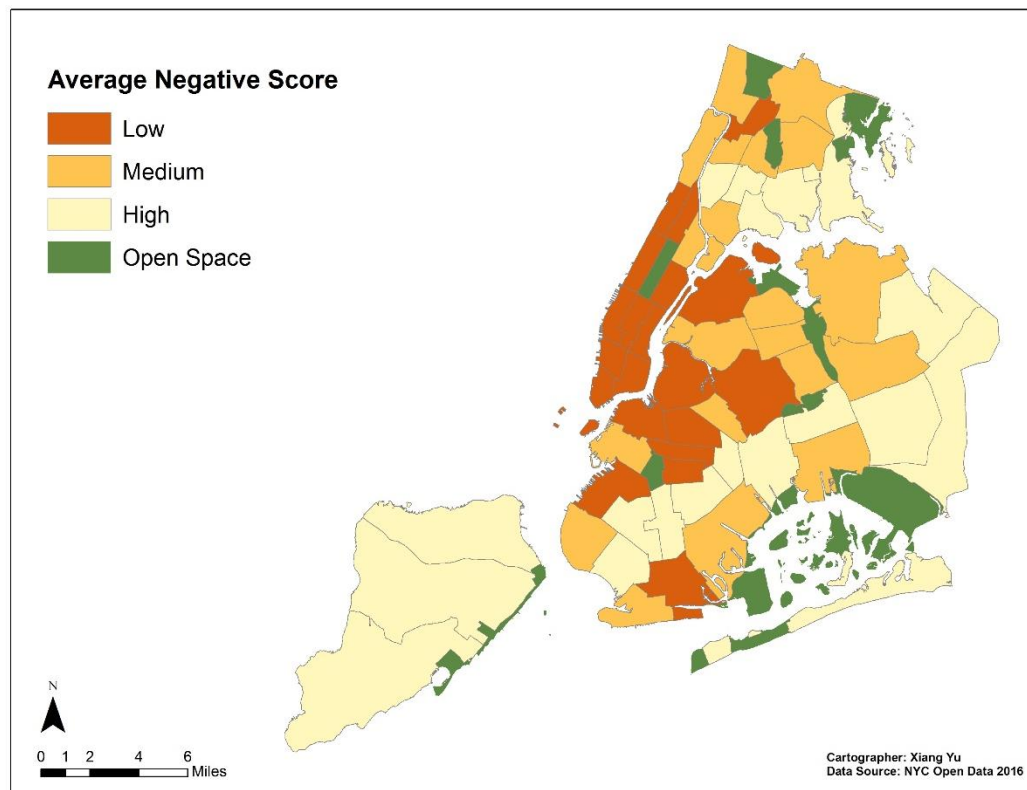 Average Negative Score
Low
Medium
High
Open Space
N
0 1 2 4 6
Miles
Cartographer: Xiang Yu
Data Source: NYC Open Data 2016